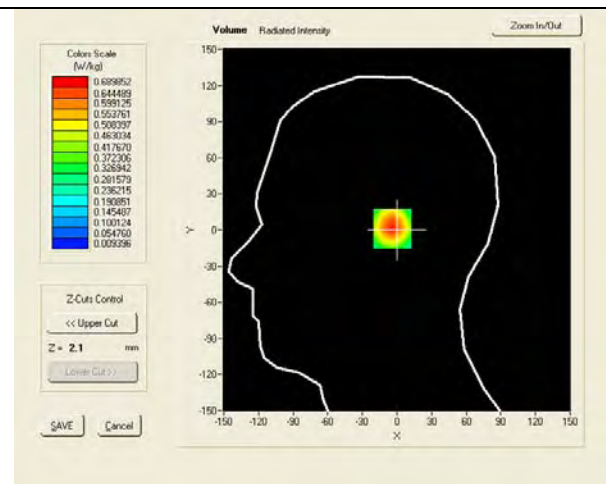 Volume Radiated Intensity
Zoom In/Out
Colors Scale
(W/kg)
0.689852
0.644489
0.599125
0.553761
0.508397
0.463034
0.417670
0.372306
0.326942
0.281579
0.236215
0.190851
0.145487
0.100124
0.054760
0.009396
Z-Cuts Control
<< Upper Cut
Z = 2.1 mm
Lower Cut >>
SAVE Cancel
150
120
90
60
30
0
-30
-60
-90
-120
-150
Y
-150 -120 -90 -60 -30 0 30 60 90 120 150
X